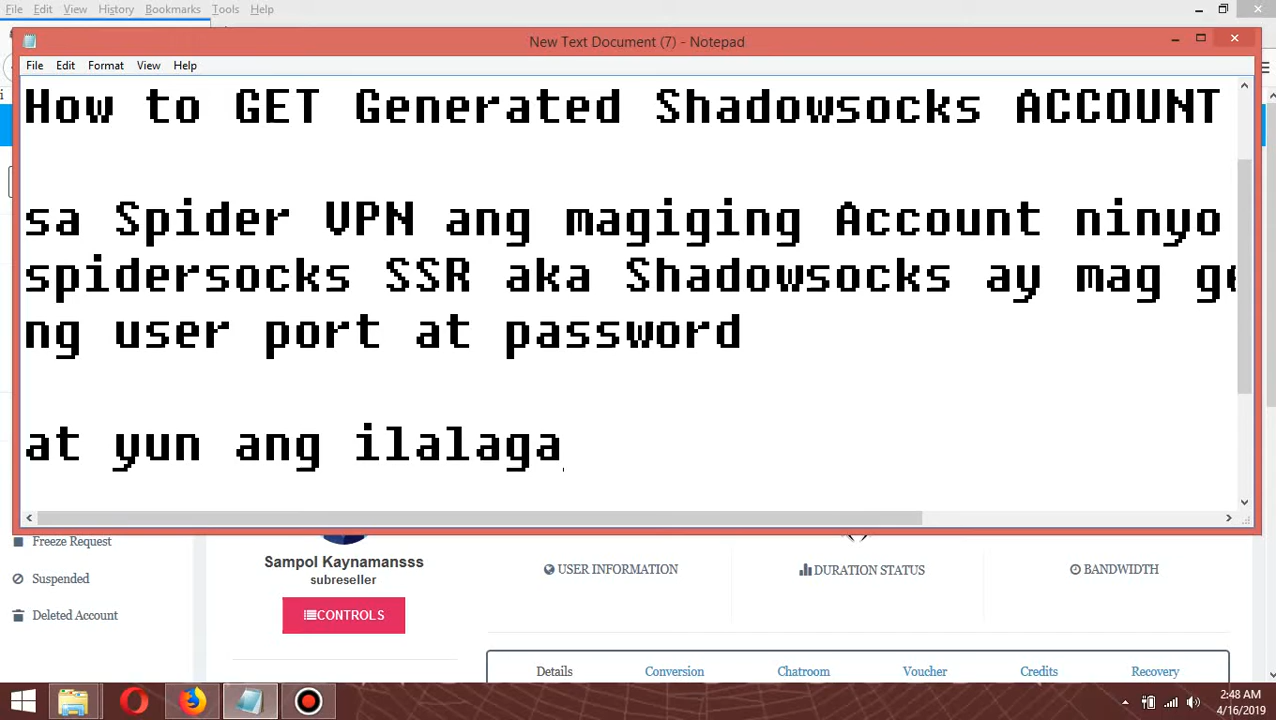 File Edit View History Bookmarks Tools Help
New Text Document (7) - Notepad
File Edit Format View Help
How to GET Generated Shadowsocks ACCOUNT
sa Spider VPN ang magiging Account ninyo
spidersocks SSR aka Shadowsocks ay mag
ng user port at password
at yun ang ilalaga
Freeze Request
Suspended
Deleted Account
Sampol Kaynamansss
subreseller
CONTROLS
USER INFORMATION
DURATION STATUS
BANDWIDTH
Details Conversion Chatroom Voucher Credits Recovery
2:48 AM
4/16/2019